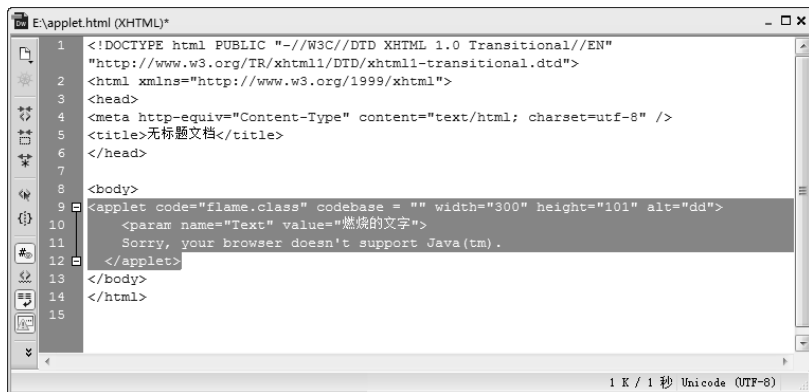 Dw E:\applet.html (XHTML)*
1 <!DOCTYPE html PUBLIC "-//W3C//DTD XHTML 1.0 Transitional//EN"
"http://www.w3.org/TR/xhtml1/DTD/xhtml1-transitional.dtd">
2 <html xmlns="http://www.w3.org/1999/xhtml">
3 <head>
4 <meta http-equiv="Content-Type" content="text/html; charset=utf-8" />
5 <title>无标题文档</title>
6 </head>
7
8 <body>
9 <applet code="flame.class" codebase = "" width="300" height="101" alt="dd">
10 <param name="Text" value="燃烧的文字">
11 Sorry, your browser doesn't support Java(tm).
12 </applet>
13 </body>
14 </html>
15
1 K / 1 秒 Unicode (UTF-8)